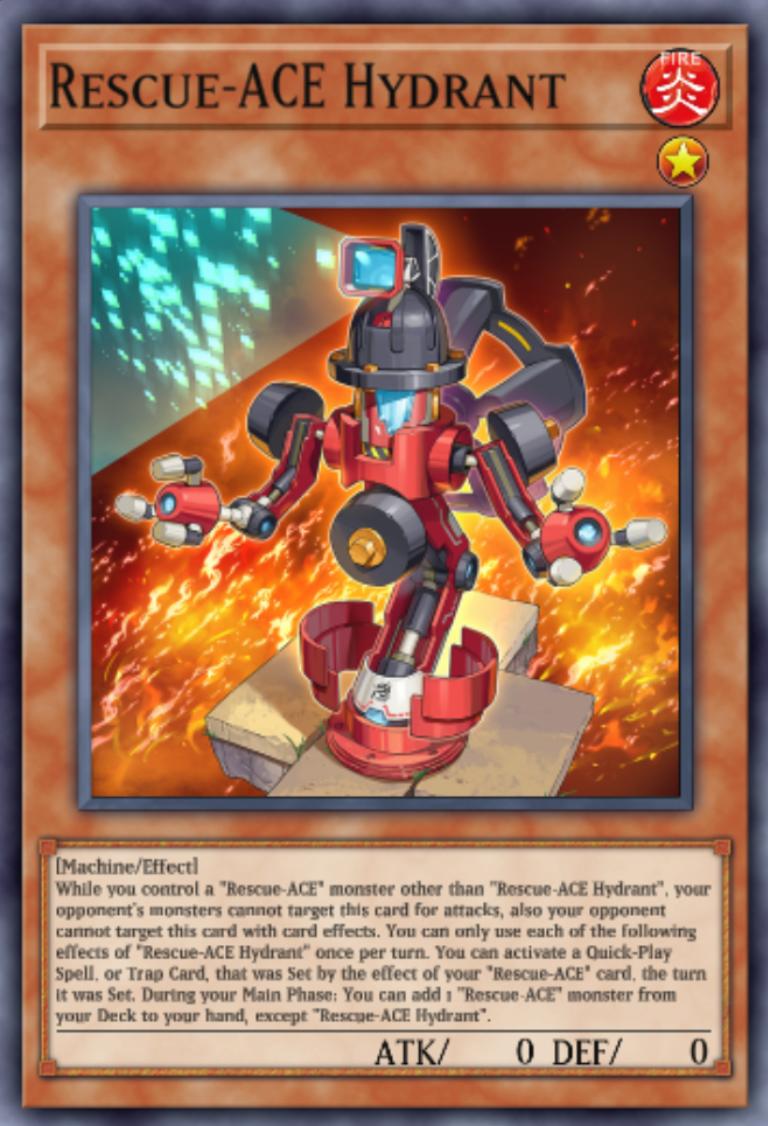 RESCUE-ACE HYDRANT
FIRE
炎
[Machine/Effect]
While you control a "Rescue-ACE" monster other than "Rescue-ACE Hydrant", your
opponent's monsters cannot target this card for attacks, also your opponent
cannot target this card with card effects. You can only use each of the following
effects of "Rescue-ACE Hydrant" once per turn. You can activate a Quick-Play
Spell, or Trap Card, that was Set by the effect of your "Rescue-ACE" card, the turn
it was Set. During your Main Phase: You can add 1 "Rescue-ACE" monster from
your Deck to your hand, except "Rescue-ACE Hydrant".
ATK/ 0 DEF/ 0